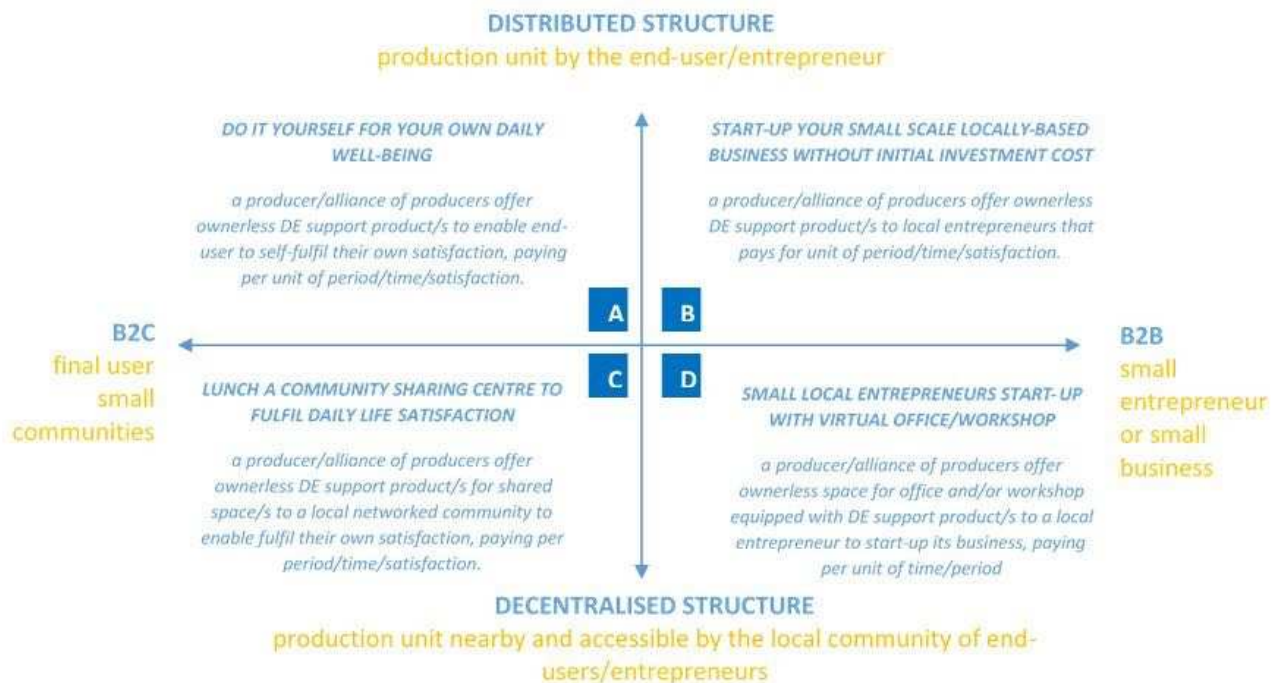 DISTRIBUTED STRUCTURE
production unit by the end-user/entrepreneur
DO IT YOURSELF FOR YOUR OWN DAILY
WELL-BEING
a producer/alliance of producers offer
ownerless DE support product/s to enable end-
user to self-fulfil their own satisfaction, paying
per unit of period/time/satisfaction.
START-UP YOUR SMALL SCALE LOCALLY-BASED
BUSINESS WITHOUT INITIAL INVESTMENT COST
a producer/alliance of producers offer ownerless
DE support product/s to local entrepreneurs that
pays for unit of period/time/satisfaction.
A
B
B2C
final user
small
communities
B2B
small
entrepreneur
or small
business
C
D
LUNCH A COMMUNITY SHARING CENTRE TO
FULFIL DAILY LIFE SATISFACTION
a producer/alliance of producers offer
ownerless DE support product/s for shared
space/s to a local networked community to
enable fulfil their own satisfaction, paying per
period/time/satisfaction.
SMALL LOCAL ENTREPRENEURS START-UP
WITH VIRTUAL OFFICE/WORKSHOP
a producer/alliance of producers offer
ownerless space for office and/or workshop
equipped with DE support product/s to a local
entrepreneur to start-up its business, paying
per unit of time/period
DECENTRALISED STRUCTURE
production unit nearby and accessible by the local community of end-
users/entrepreneurs